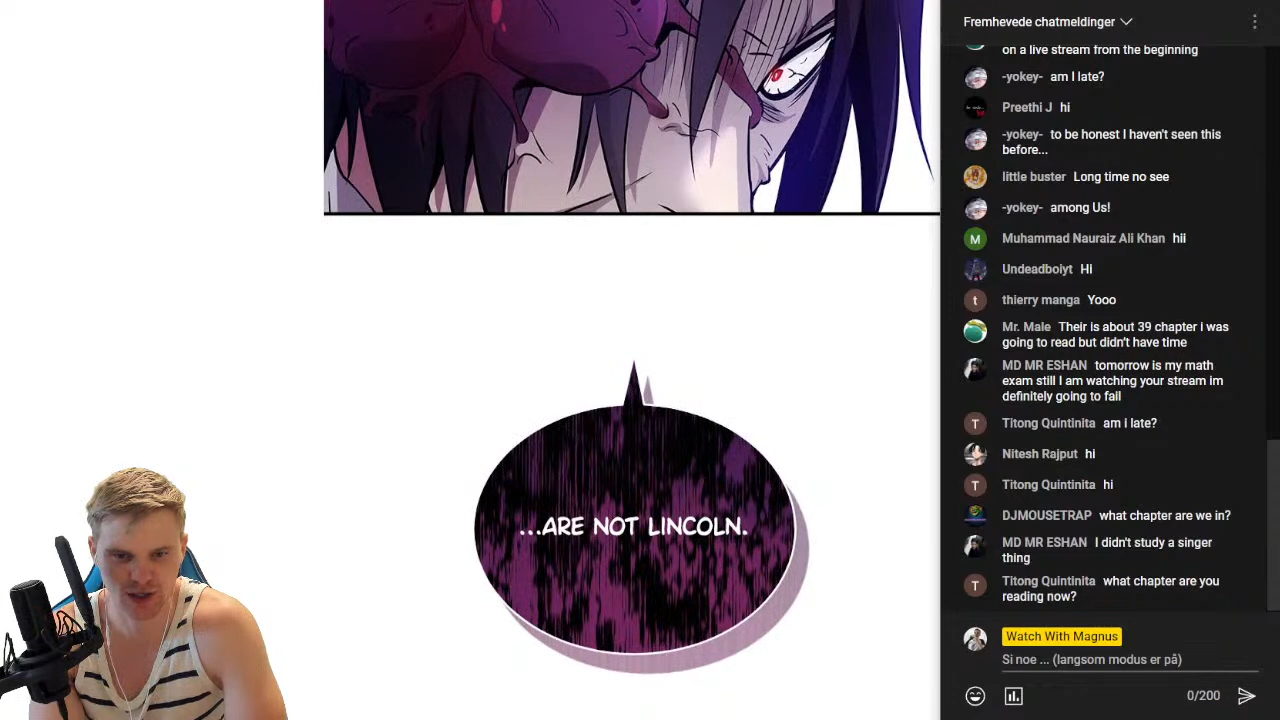 ...ARE NOT LINCOLN.
Fremhevede chatmeldinger
on a live stream from the beginning
-yokey- am I late?
Preethi J hi
-yokey- to be honest I haven't seen this
before...
little buster Long time no see
-yokey- among Us!
M
Muhammad Nauraiz Ali Khan hii
Undeadboiyt Hi
t
thierry manga Yooo
Mr. Male Their is about 39 chapter i was
going to read but didn't have time
MD MR ESHAN tomorrow is my math
exam still I am watching your stream im
definitely going to fail
T
Titong Quintinita am i late?
Nitesh Rajput hi
T
Titong Quintinita hi
DJMOUSETRAP what chapter are we in?
MD MR ESHAN I didn't study a singer
thing
T
Titong Quintinita what chapter are you
reading now?
Watch With Magnus
Si noe ... (langsom modus er på)
0/200